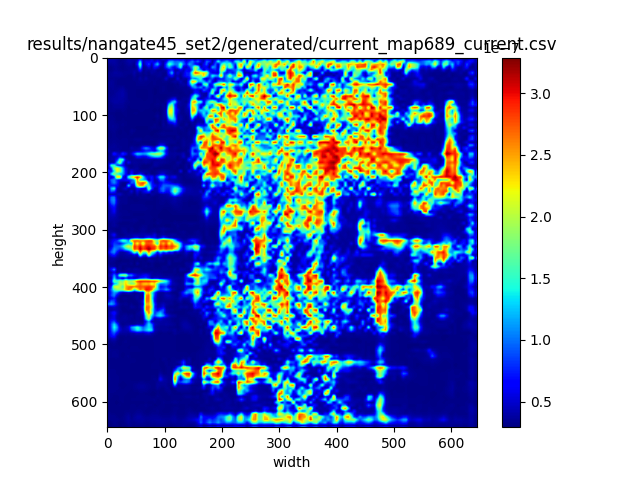 results/nangate45_set2/generated/current_map689_current.csv
1e−7
0
100
200
300
400
500
600
height
0 100 200 300 400 500 600
width
3.0
2.5
2.0
1.5
1.0
0.5